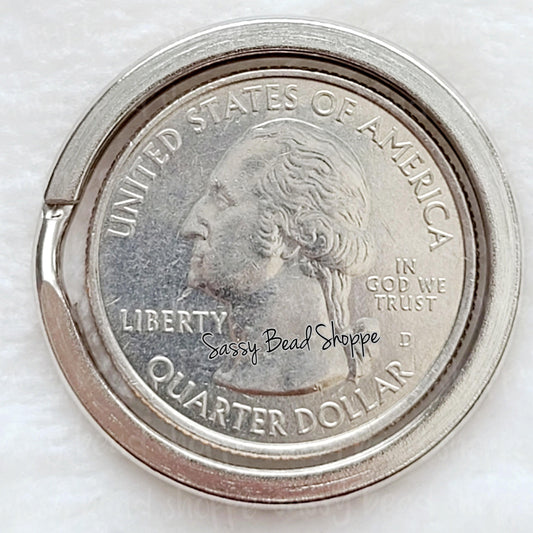 UNITED STATES OF AMERICA
IN
GOD WE
TRUST
LIBERTY
D
Sassy Bead Shoppe
QUARTER DOLLAR